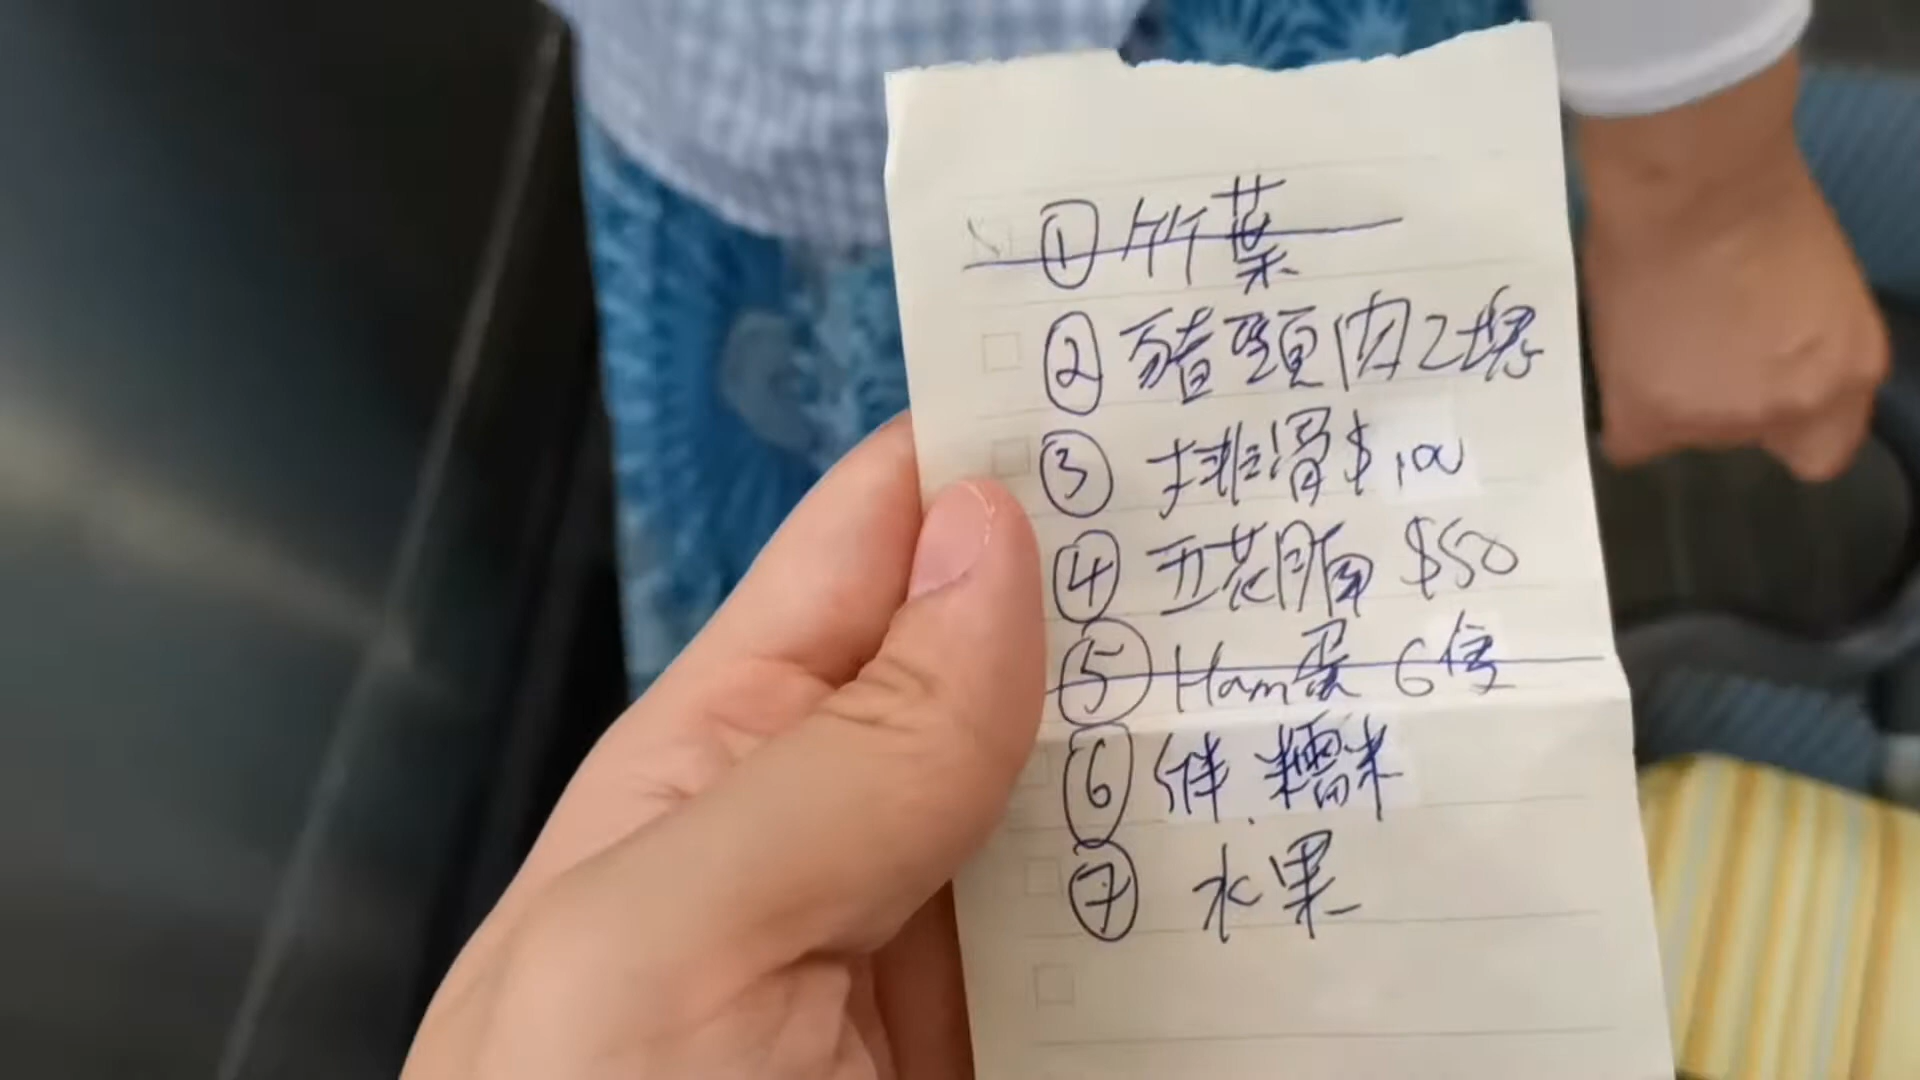 ① 竹葉
② 豬頸肉2塊
③ 排骨$100
④ 五花腩 $50
⑤ Ham蛋 6隻
⑥ 糯米
⑦ 水果